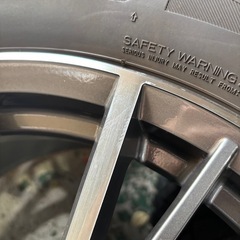 SAFETY WARNING
SERIOUS INJURY MAY RESULT FROM